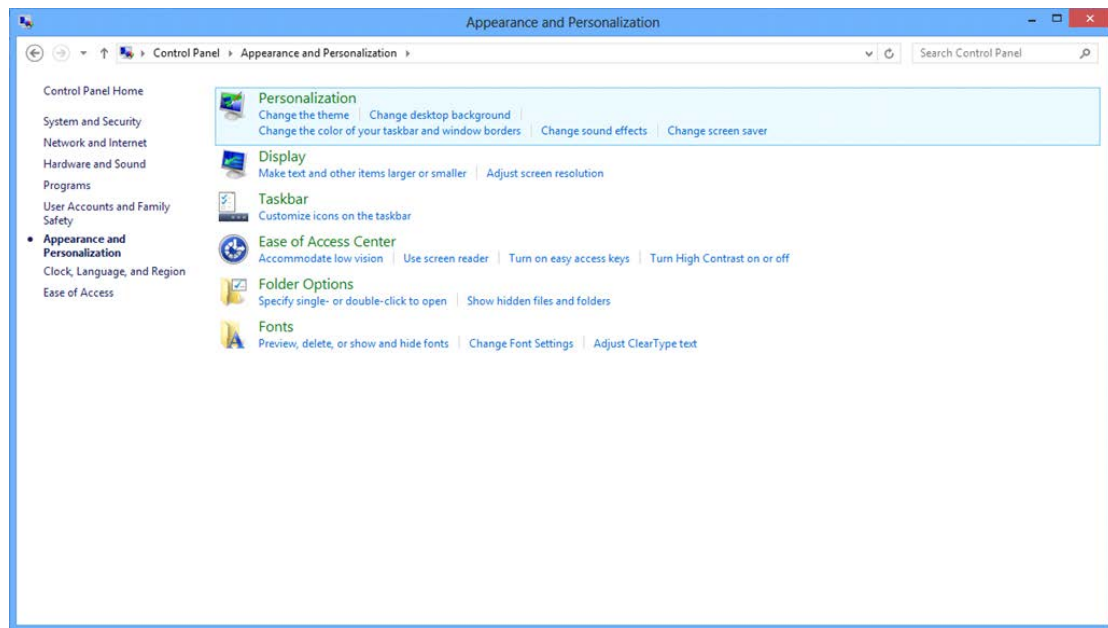 Appearance and Personalization
Control Panel Appearance and Personalization
Search Control Panel
Control Panel Home
System and Security
Network and Internet
Hardware and Sound
Programs
User Accounts and Family
Safety
Appearance and
Personalization
Clock, Language, and Region
Ease of Access
Personalization
Change the theme Change desktop background
Change the color of your taskbar and window borders Change sound effects Change screen saver
Display
Make text and other items larger or smaller Adjust screen resolution
Taskbar
Customize icons on the taskbar
Ease of Access Center
Accommodate low vision Use screen reader Turn on easy access keys Turn High Contrast on or off
Folder Options
Specify single- or double-click to open Show hidden files and folders
Fonts
Preview, delete, or show and hide fonts Change Font Settings Adjust ClearType text